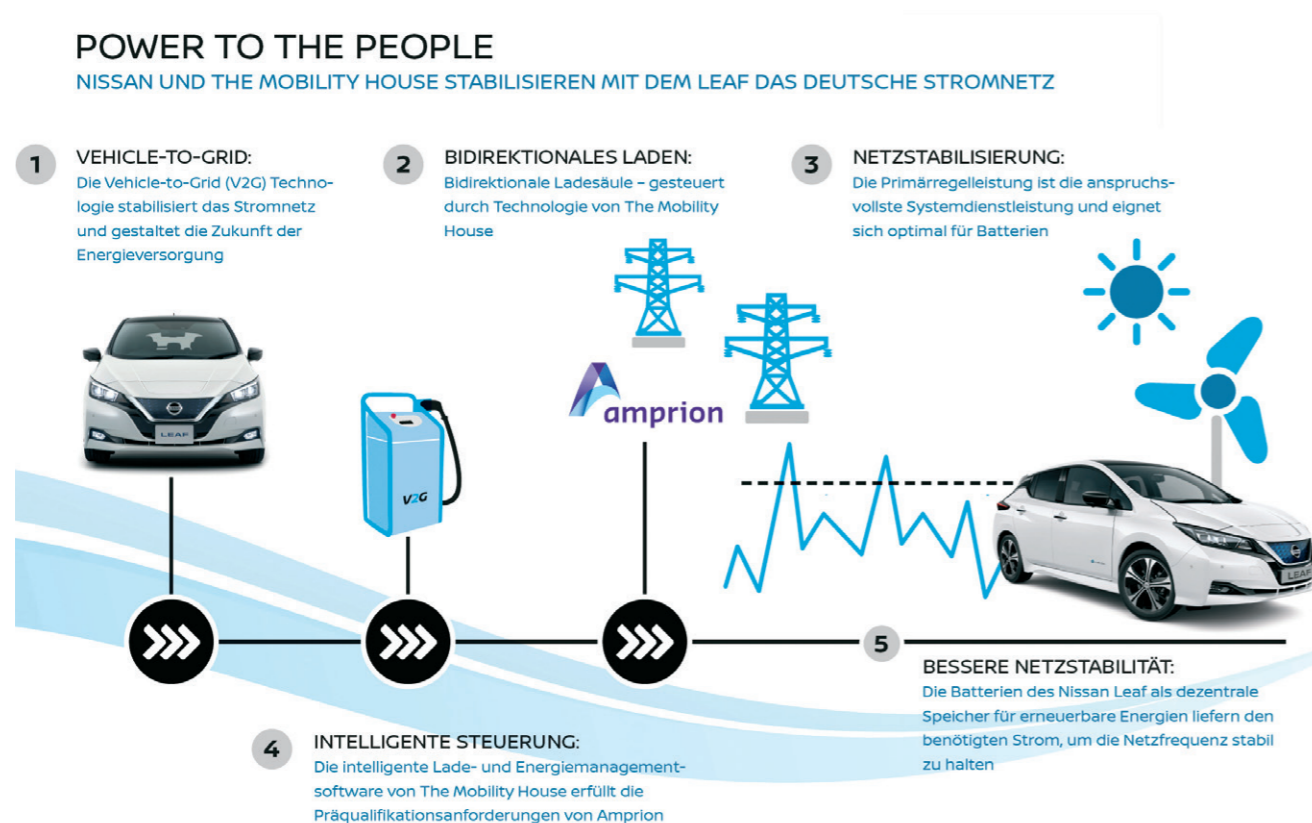 POWER TO THE PEOPLE
NISSAN UND THE MOBILITY HOUSE STABILISIEREN MIT DEM LEAF DAS DEUTSCHE STROMNETZ
1
VEHICLE-TO-GRID:
Die Vehicle-to-Grid (V2G) Techno-
logie stabilisiert das Stromnetz
und gestaltet die Zukunft der
Energieversorgung
2
BIDIREKTIONALES LADEN:
Bidirektionale Ladesäule – gesteuert
durch Technologie von The Mobility
House
3
NETZSTABILISIERUNG:
Die Primärregelleistung ist die anspruchs-
vollste Systemdienstleistung und eignet
sich optimal für Batterien
LEAF
V2G
amprion
LEAF
5
BESSERE NETZSTABILITÄT:
Die Batterien des Nissan Leaf als dezentrale
Speicher für erneuerbare Energien liefern den
benötigten Strom, um die Netzfrequenz stabil
zu halten
4
INTELLIGENTE STEUERUNG:
Die intelligente Lade- und Energiemanagement-
software von The Mobility House erfüllt die
Präqualifikationsanforderungen von Amprion